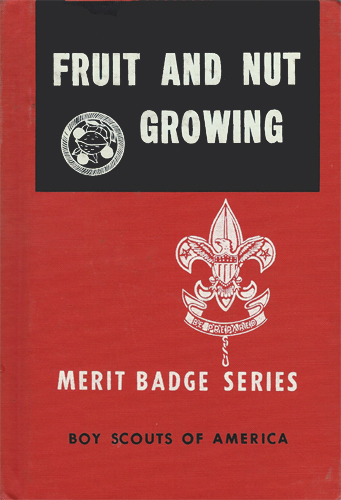 FRUIT AND NUT
GROWING
BE PREPARED
MERIT BADGE SERIES
BOY SCOUTS OF AMERICA